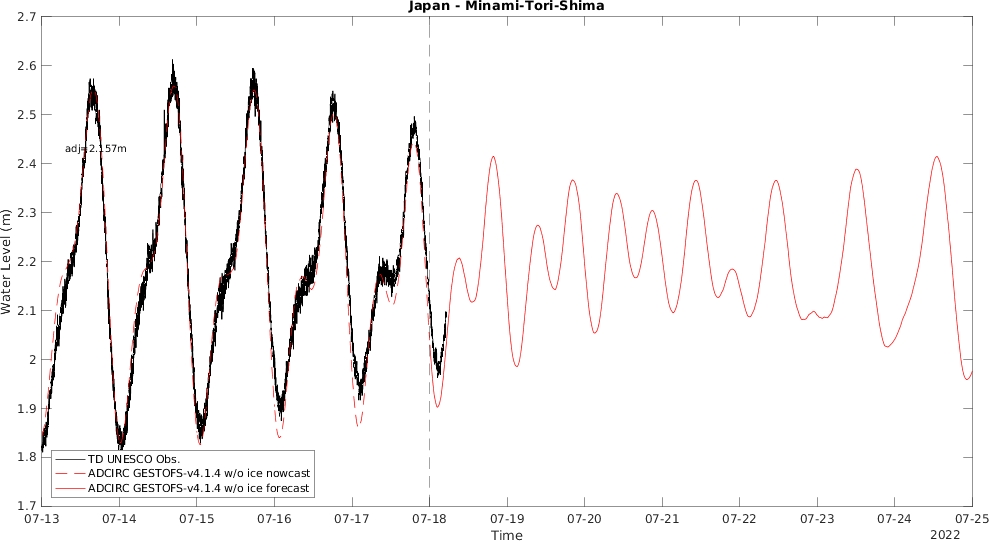 Japan - Minami-Tori-Shima
2.7
2.6
2.5
2.4
2.3
2.2
2.1
2
1.9
1.8
1.7
Water Level (m)
adj=2.157m
TD UNESCO Obs.
ADCIRC GESTOFS-v4.1.4 w/o ice nowcast
ADCIRC GESTOFS-v4.1.4 w/o ice forecast
07-13 07-14 07-15 07-16 07-17 07-18 07-19 07-20 07-21 07-22 07-23 07-24 07-25
Time
2022